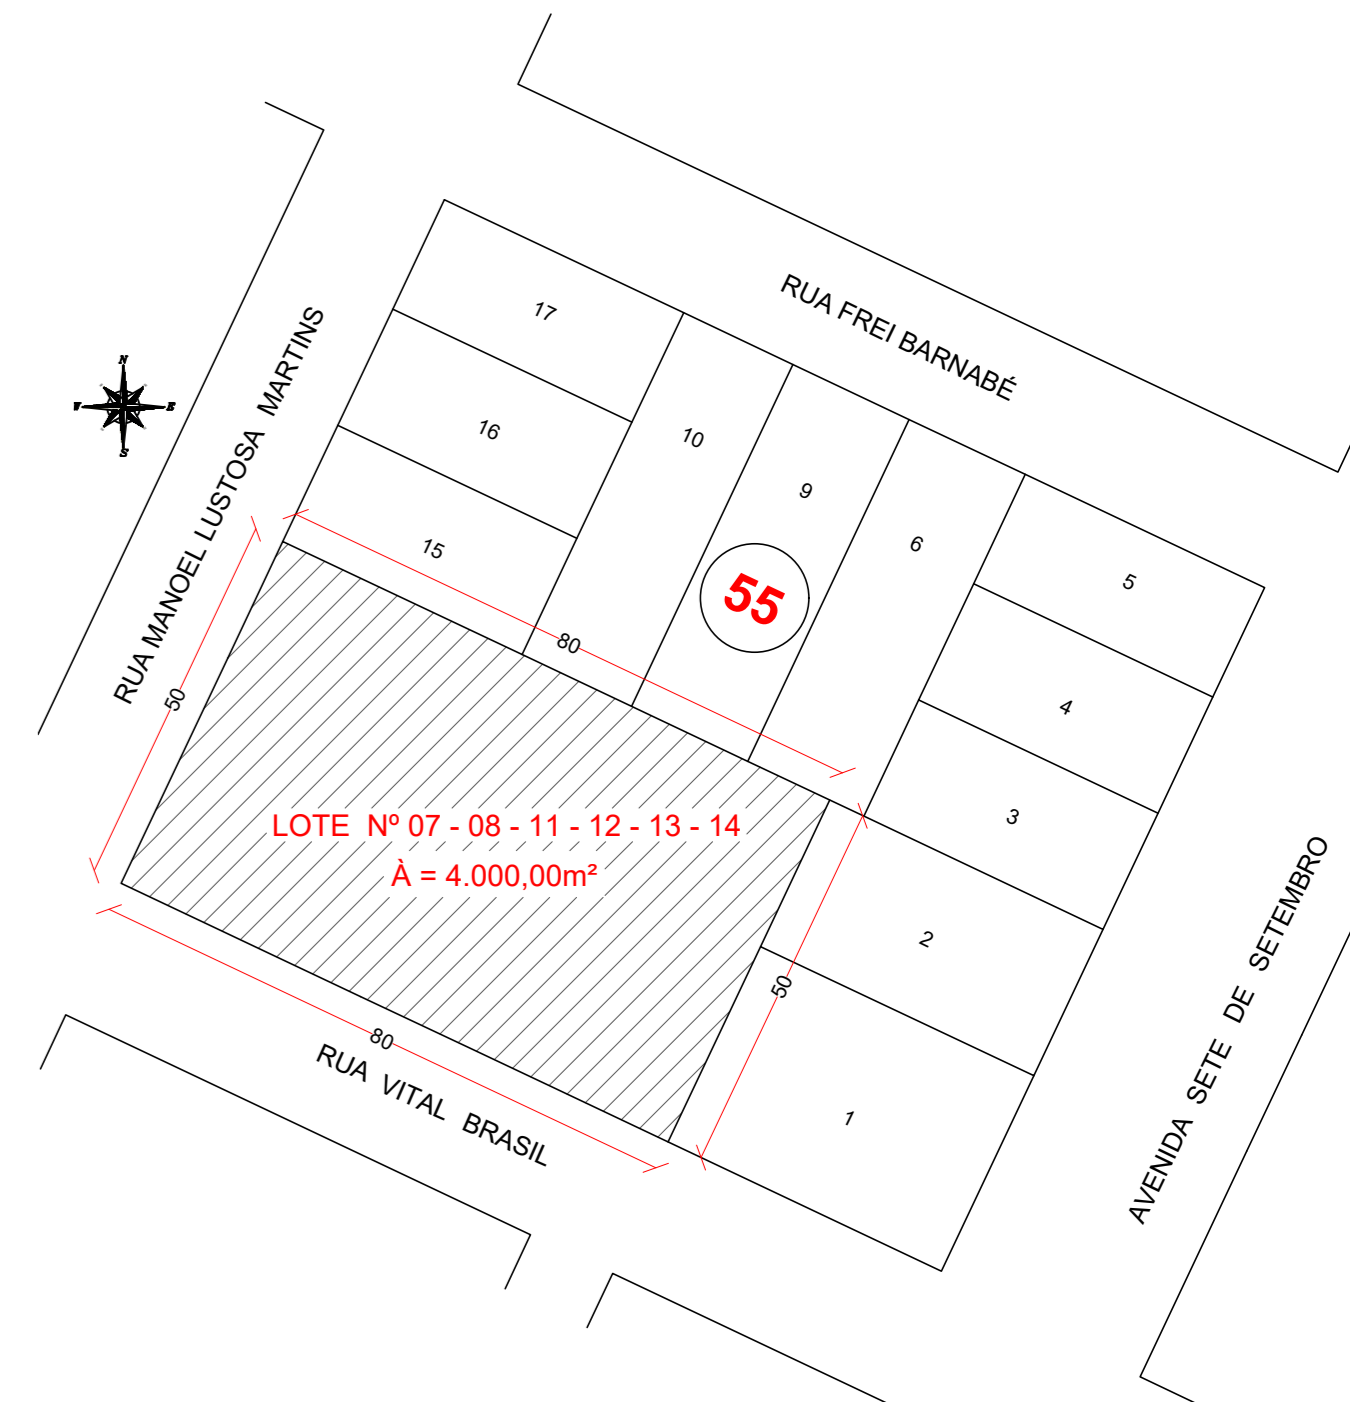 RUA FREI BARNABÉ
RUA MANOEL LUSTOSA MARTINS
N
W
E
S
17
16
15
10
9
6
5
4
3
2
1
55
80
50
LOTE Nº 07 - 08 - 11 - 12 - 13 - 14
À = 4.000,00m²
50
80
RUA VITAL BRASIL
AVENIDA SETE DE SETEMBRO